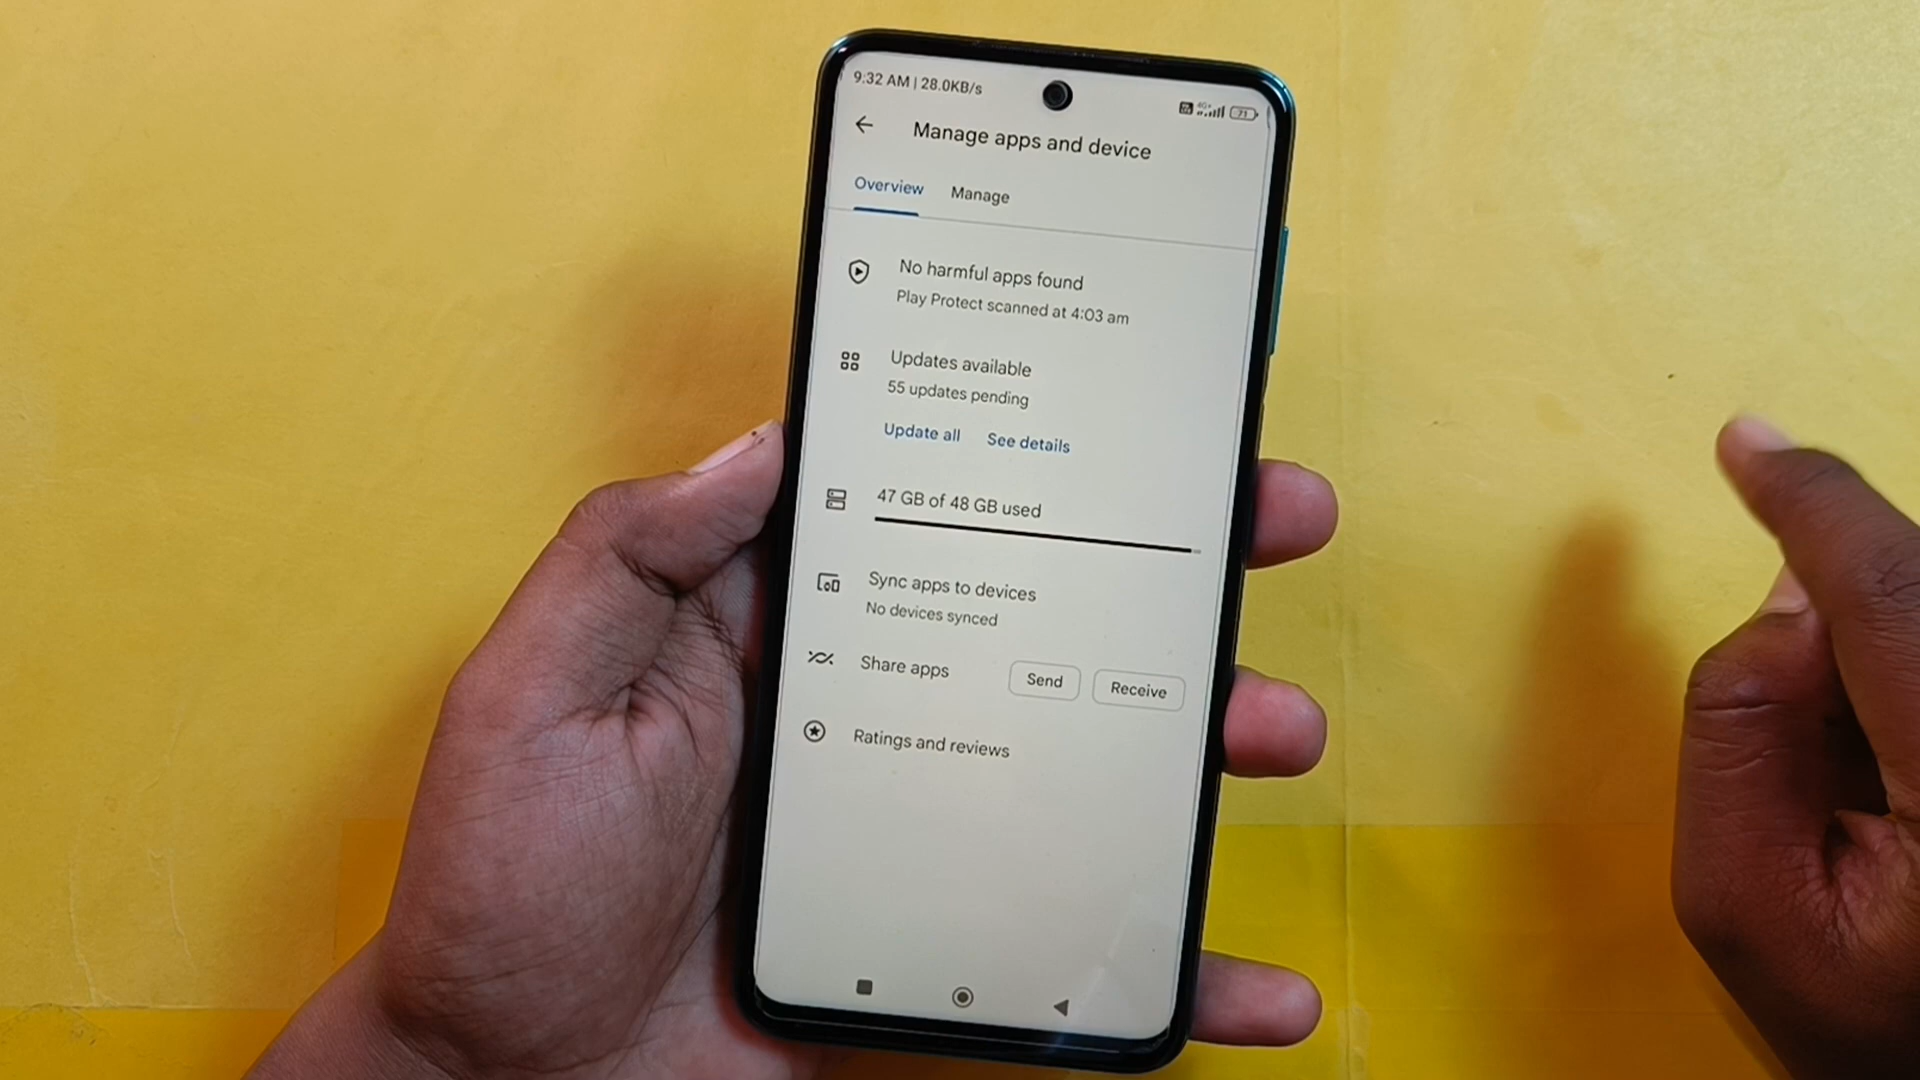 9:32 AM | 28.0KB/s
4G+
71
Manage apps and device
Overview
Manage
No harmful apps found
Play Protect scanned at 4:03 am
Updates available
55 updates pending
Update all
See details
47 GB of 48 GB used
Sync apps to devices
No devices synced
Share apps
Send
Receive
Ratings and reviews